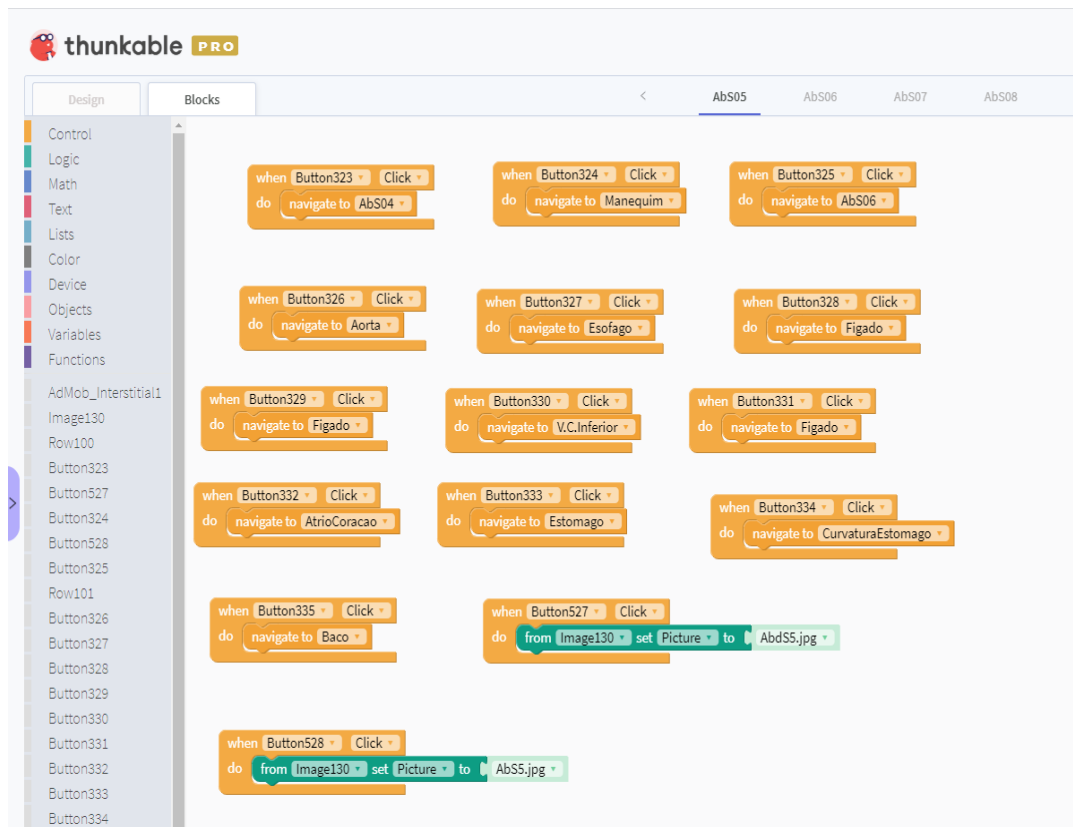 thunkable PRO
Design
Blocks
<
AbS05
AbS06
AbS07
AbS08
Control
Logic
Math
Text
Lists
Color
Device
Objects
Variables
Functions
AdMob_Interstitial1
Image130
Row100
Button323
Button527
Button324
Button528
Button325
Row101
Button326
Button327
Button328
Button329
Button330
Button331
Button332
Button333
Button334
>
when Button323 Click
do navigate to AbS04
when Button324 Click
do navigate to Manequim
when Button325 Click
do navigate to AbS06
when Button326 Click
do navigate to Aorta
when Button327 Click
do navigate to Esofago
when Button328 Click
do navigate to Figado
when Button329 Click
do navigate to Figado
when Button330 Click
do navigate to V.C.Inferior
when Button331 Click
do navigate to Figado
when Button332 Click
do navigate to AtrioCoracao
when Button333 Click
do navigate to Estomago
when Button334 Click
do navigate to CurvaturaEstomago
when Button335 Click
do navigate to Baco
when Button527 Click
do from Image130 set Picture to AbdS5.jpg
when Button528 Click
do from Image130 set Picture to AbS5.jpg